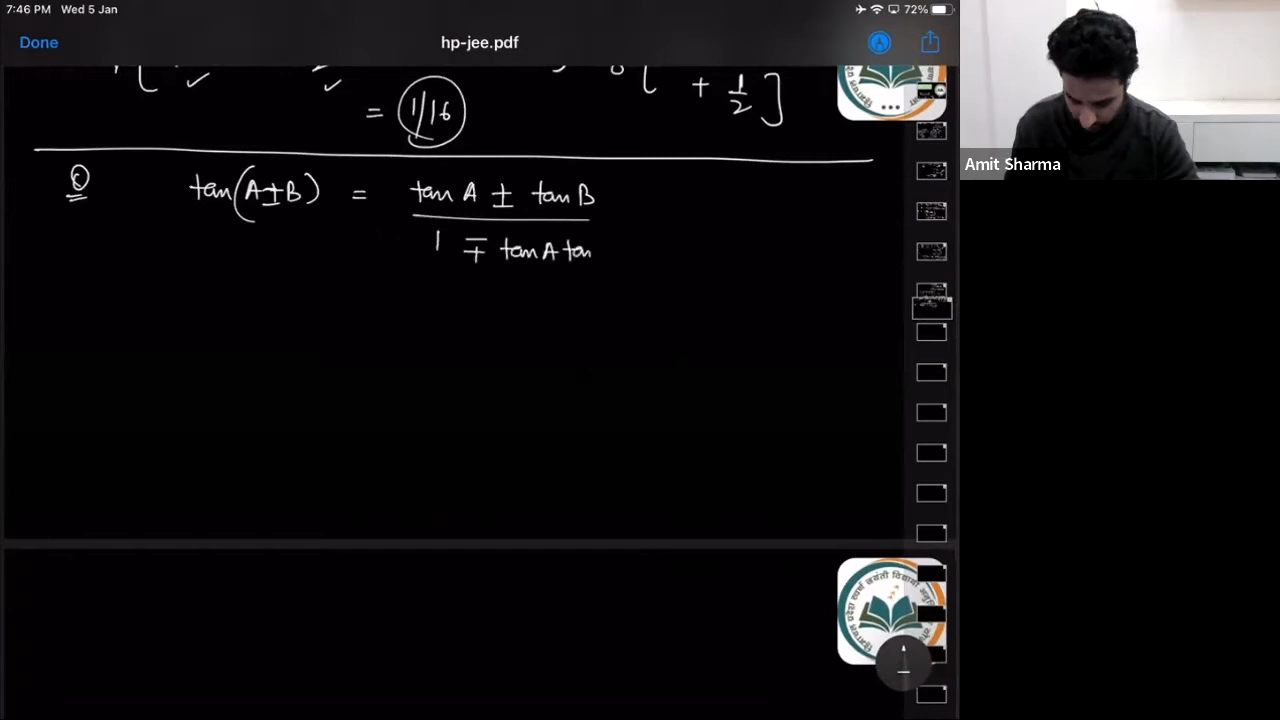 7:46 PM Wed 5 Jan
72%
Done
hp-jee.pdf
+ 1/2 ]
= 1/16
Amit Sharma
Q tan(A±B) = tan A ± tan B
1 ∓ tan A tan